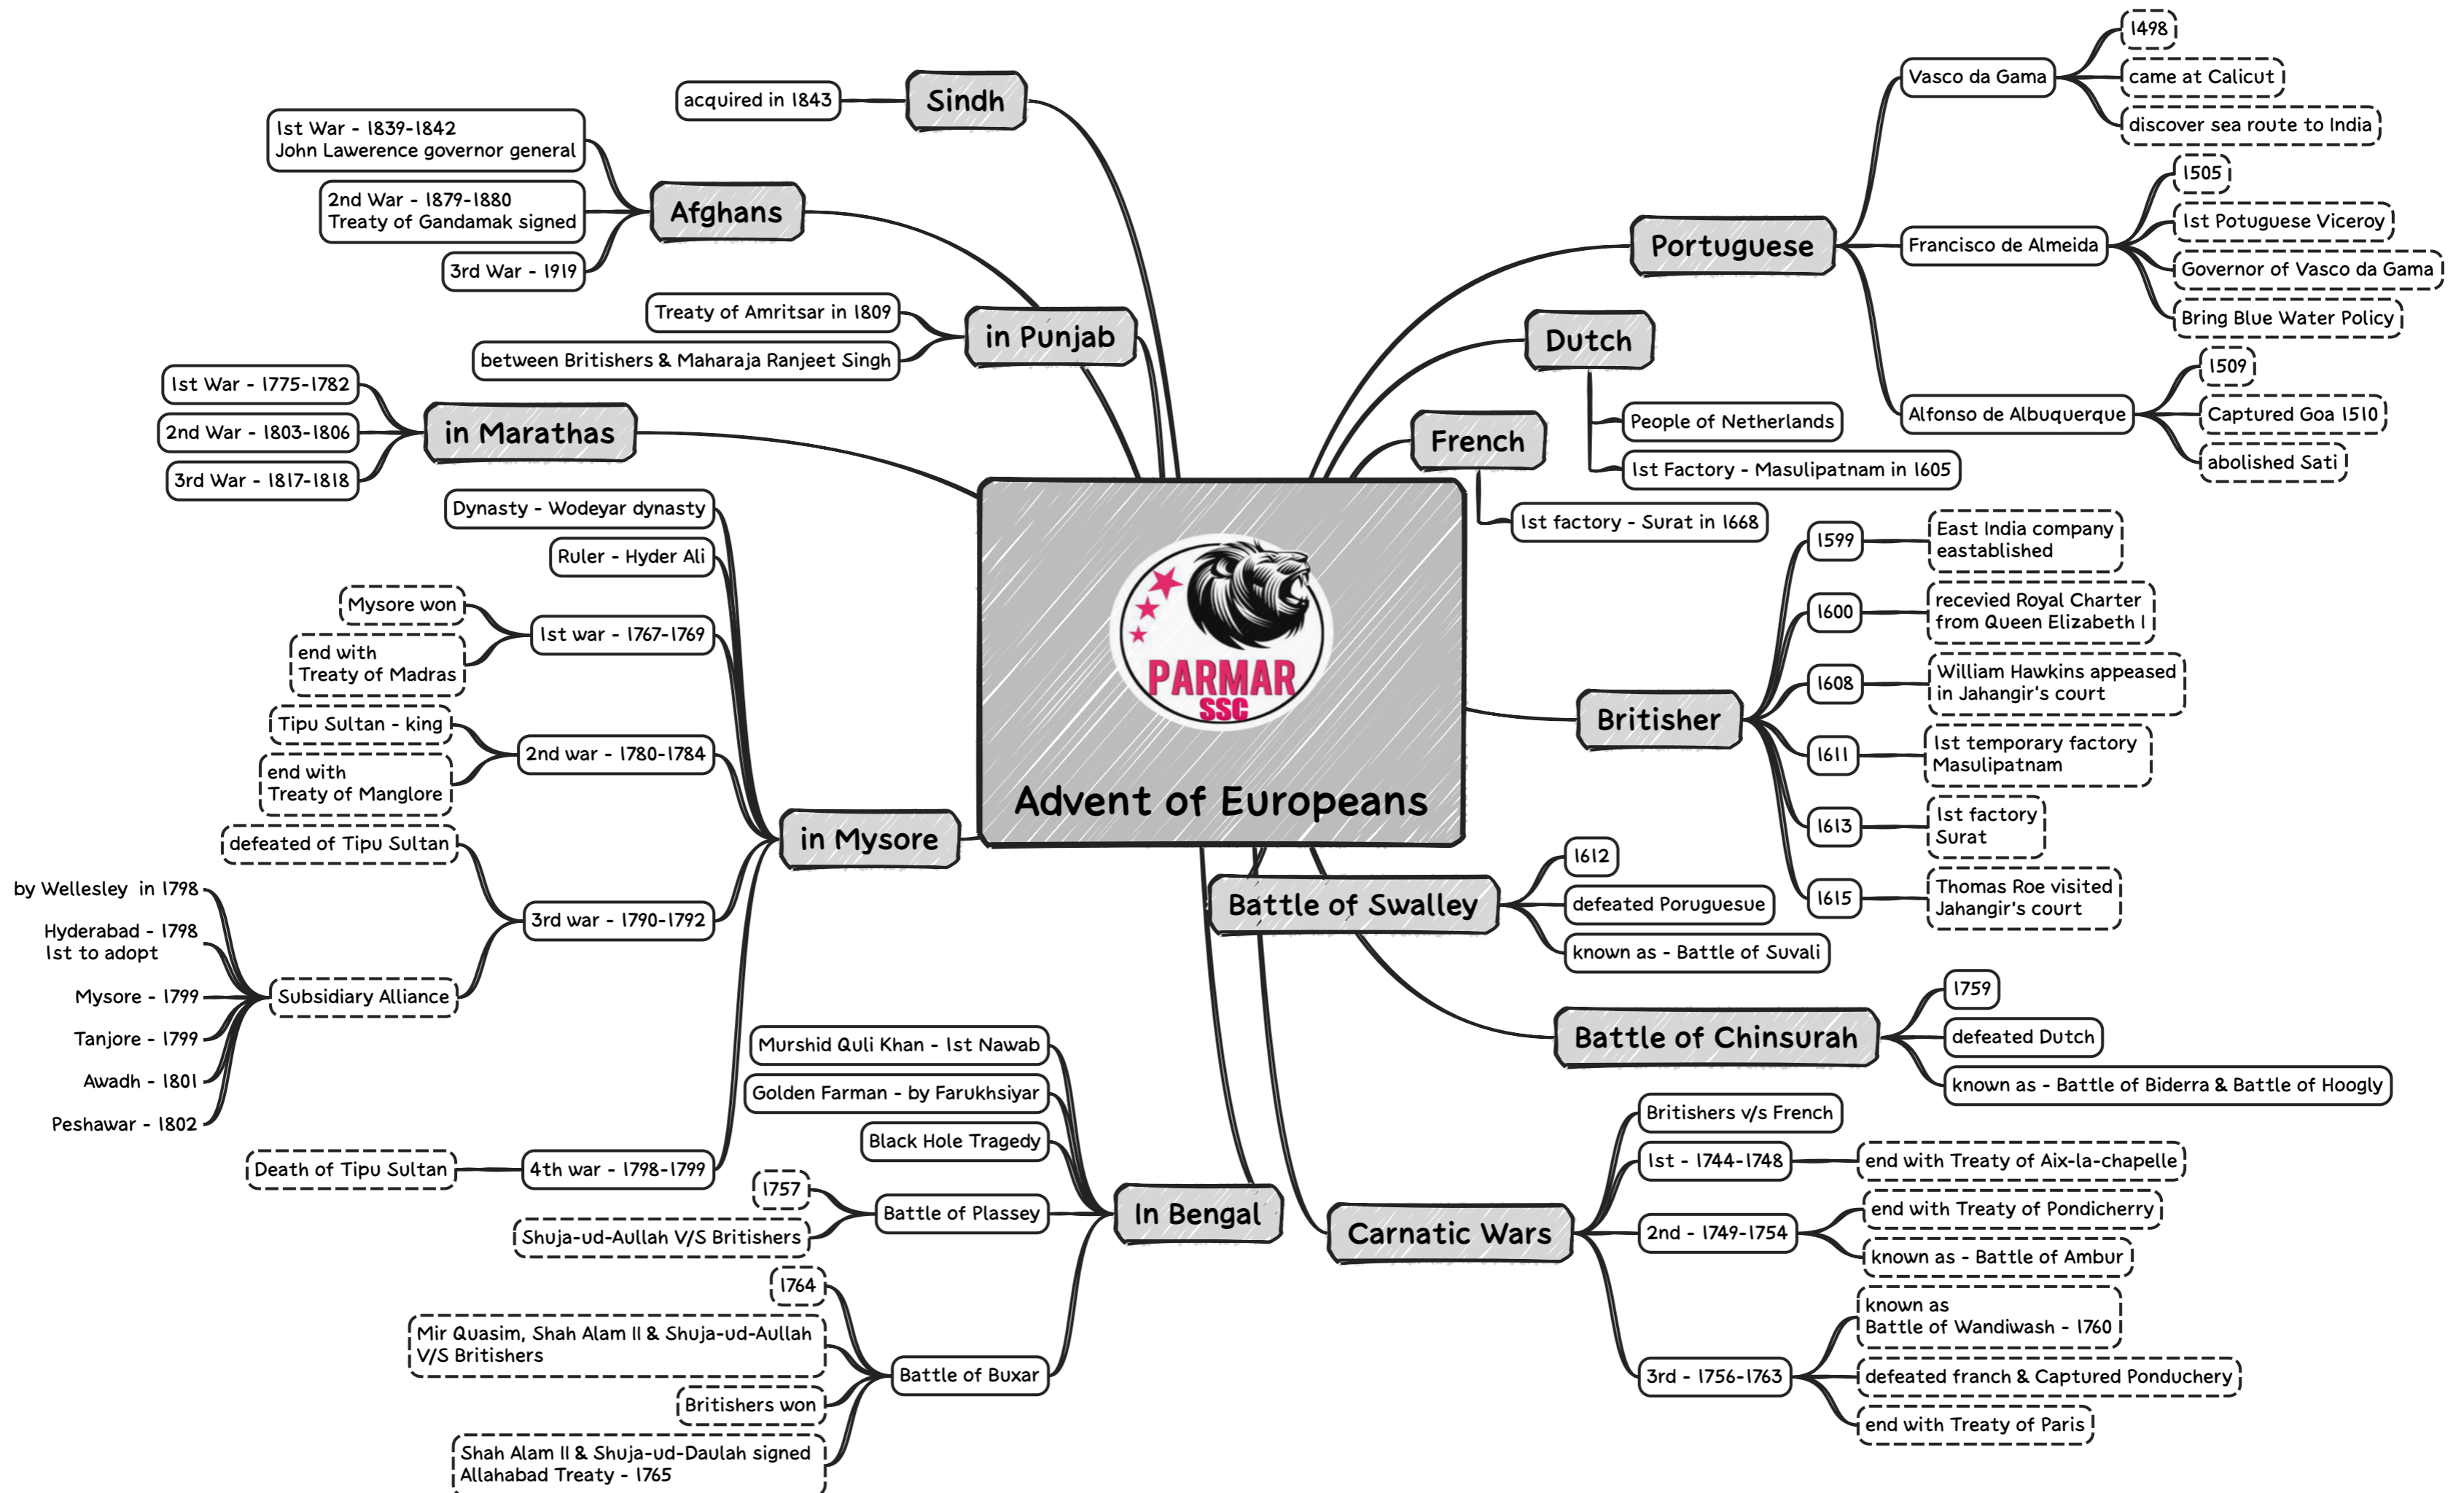 Advent of Europeans
PARMAR
SSC
Portuguese
Vasco da Gama
1498
came at Calicut
discover sea route to India
Francisco de Almeida
1505
1st Potuguese Viceroy
Governor of Vasco da Gama
Bring Blue Water Policy
Alfonso de Albuquerque
1509
Captured Goa 1510
abolished Sati
Dutch
People of Netherlands
1st Factory - Masulipatnam in 1605
French
1st factory - Surat in 1668
Britisher
1599
East India company
eastablished
1600
recevied Royal Charter
from Queen Elizabeth I
1608
William Hawkins appeased
in Jahangir's court
1611
1st temporary factory
Masulipatnam
1613
1st factory
Surat
1615
Thomas Roe visited
Jahangir's court
Battle of Swalley
1612
defeated Poruguesue
known as - Battle of Suvali
Battle of Chinsurah
1759
defeated Dutch
known as - Battle of Biderra & Battle of Hoogly
Carnatic Wars
Britishers v/s French
1st - 1744-1748
end with Treaty of Aix-la-chapelle
2nd - 1749-1754
end with Treaty of Pondicherry
known as - Battle of Ambur
3rd - 1756-1763
known as
Battle of Wandiwash - 1760
defeated franch & Captured Ponduchery
end with Treaty of Paris
Sindh
acquired in 1843
Afghans
1st War - 1839-1842
John Lawerence governor general
2nd War - 1879-1880
Treaty of Gandamak signed
3rd War - 1919
in Punjab
Treaty of Amritsar in 1809
between Britishers & Maharaja Ranjeet Singh
in Marathas
1st War - 1775-1782
2nd War - 1803-1806
3rd War - 1817-1818
in Mysore
Dynasty - Wodeyar dynasty
Ruler - Hyder Ali
1st war - 1767-1769
Mysore won
end with
Treaty of Madras
2nd war - 1780-1784
Tipu Sultan - king
end with
Treaty of Manglore
3rd war - 1790-1792
defeated of Tipu Sultan
Subsidiary Alliance
by Wellesley in 1798
Hyderabad - 1798
1st to adopt
Mysore - 1799
Tanjore - 1799
Awadh - 1801
Peshawar - 1802
4th war - 1798-1799
Death of Tipu Sultan
In Bengal
Murshid Quli Khan - 1st Nawab
Golden Farman - by Farukhsiyar
Black Hole Tragedy
Battle of Plassey
1757
Shuja-ud-Aullah V/S Britishers
Battle of Buxar
1764
Mir Quasim, Shah Alam II & Shuja-ud-Aullah
V/S Britishers
Britishers won
Shah Alam II & Shuja-ud-Daulah signed
Allahabad Treaty - 1765